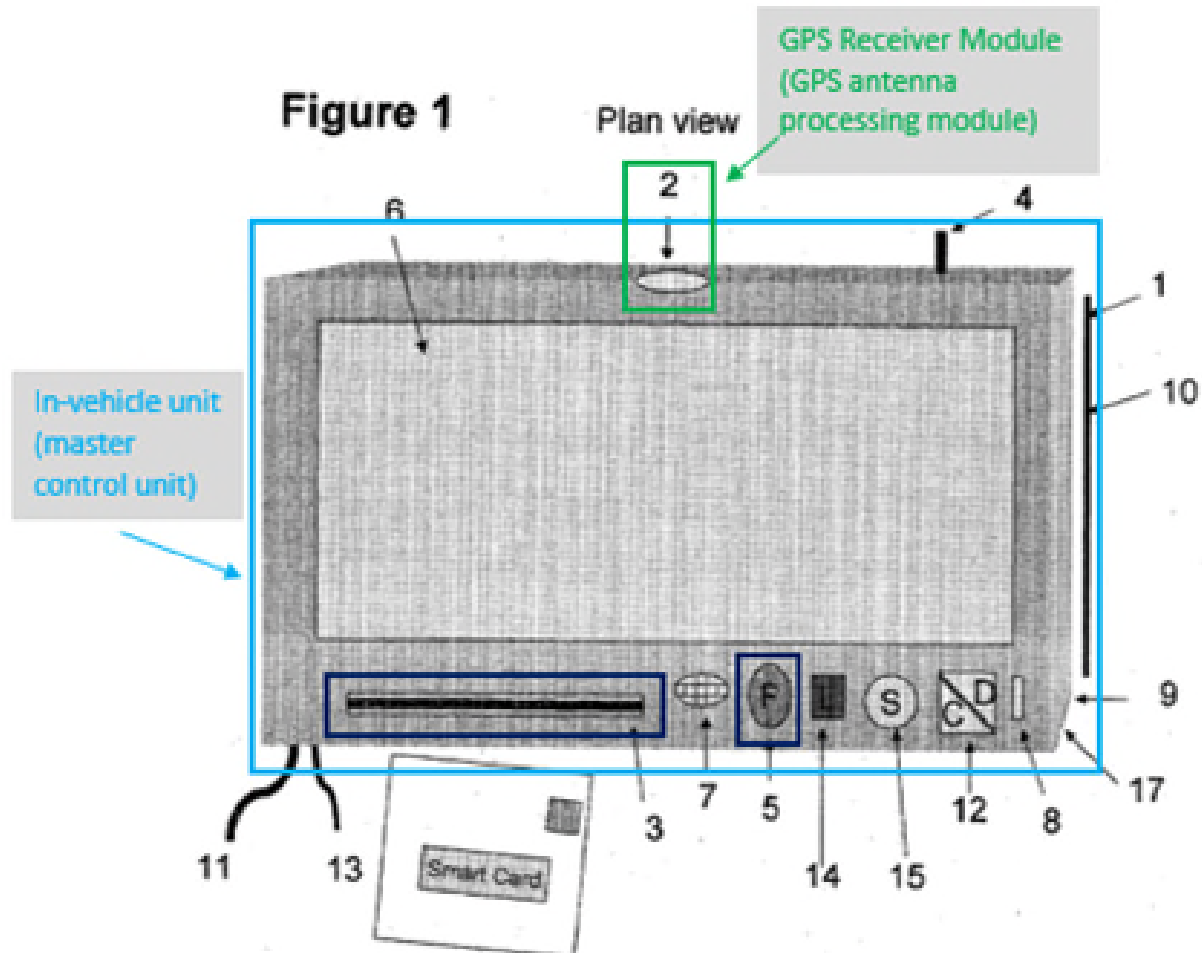 GPS Receiver Module
(GPS antenna
processing module)
Figure 1
Plan view
2
4
6
1
10
In-vehicle unit
(master
control unit)
F
L
S
C D
9
17
7
5
12
8
3
11
13
14
15
Smart Card